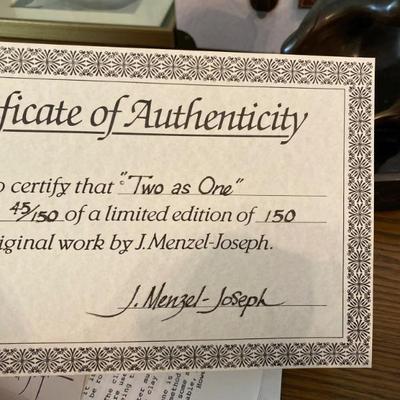 ficate of Authenticity
o certify that "Two as One"
45/150 of a limited edition of 150
iginal work by J.Menzel-Joseph.
J. Menzel-Joseph